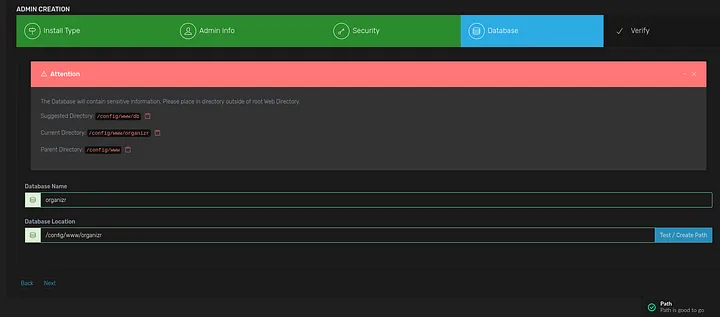 ADMIN CREATION
Install Type
Admin Info
Security
Database
Verify
Attention
The Database will contain sensitive information. Please place in directory outside of root Web Directory.
Suggested Directory: /config/www/db
Current Directory: /config/www/organizr
Parent Directory: /config/www
Database Name
organizr
Database Location
/config/www/organizr
Test / Create Path
Back
Next
Path
Path is good to go